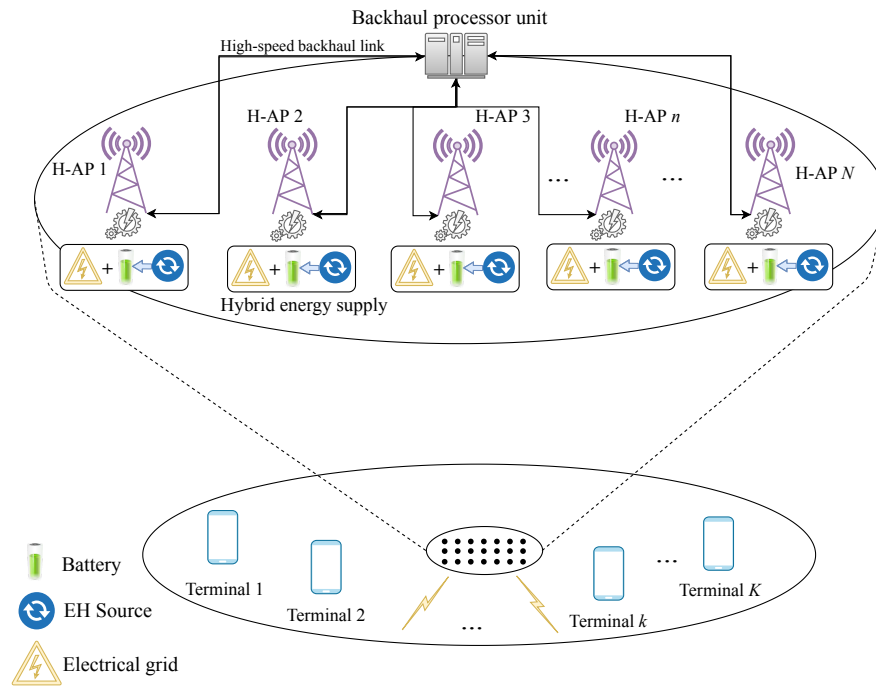 Backhaul processor unit
High-speed backhaul link
H-AP 1
H-AP 2
H-AP 3
H-AP n
H-AP N
...
...
+
+
+
+
+
Hybrid energy supply
Terminal 1
Terminal 2
...
Terminal k
...
Terminal K
Battery
EH Source
Electrical grid